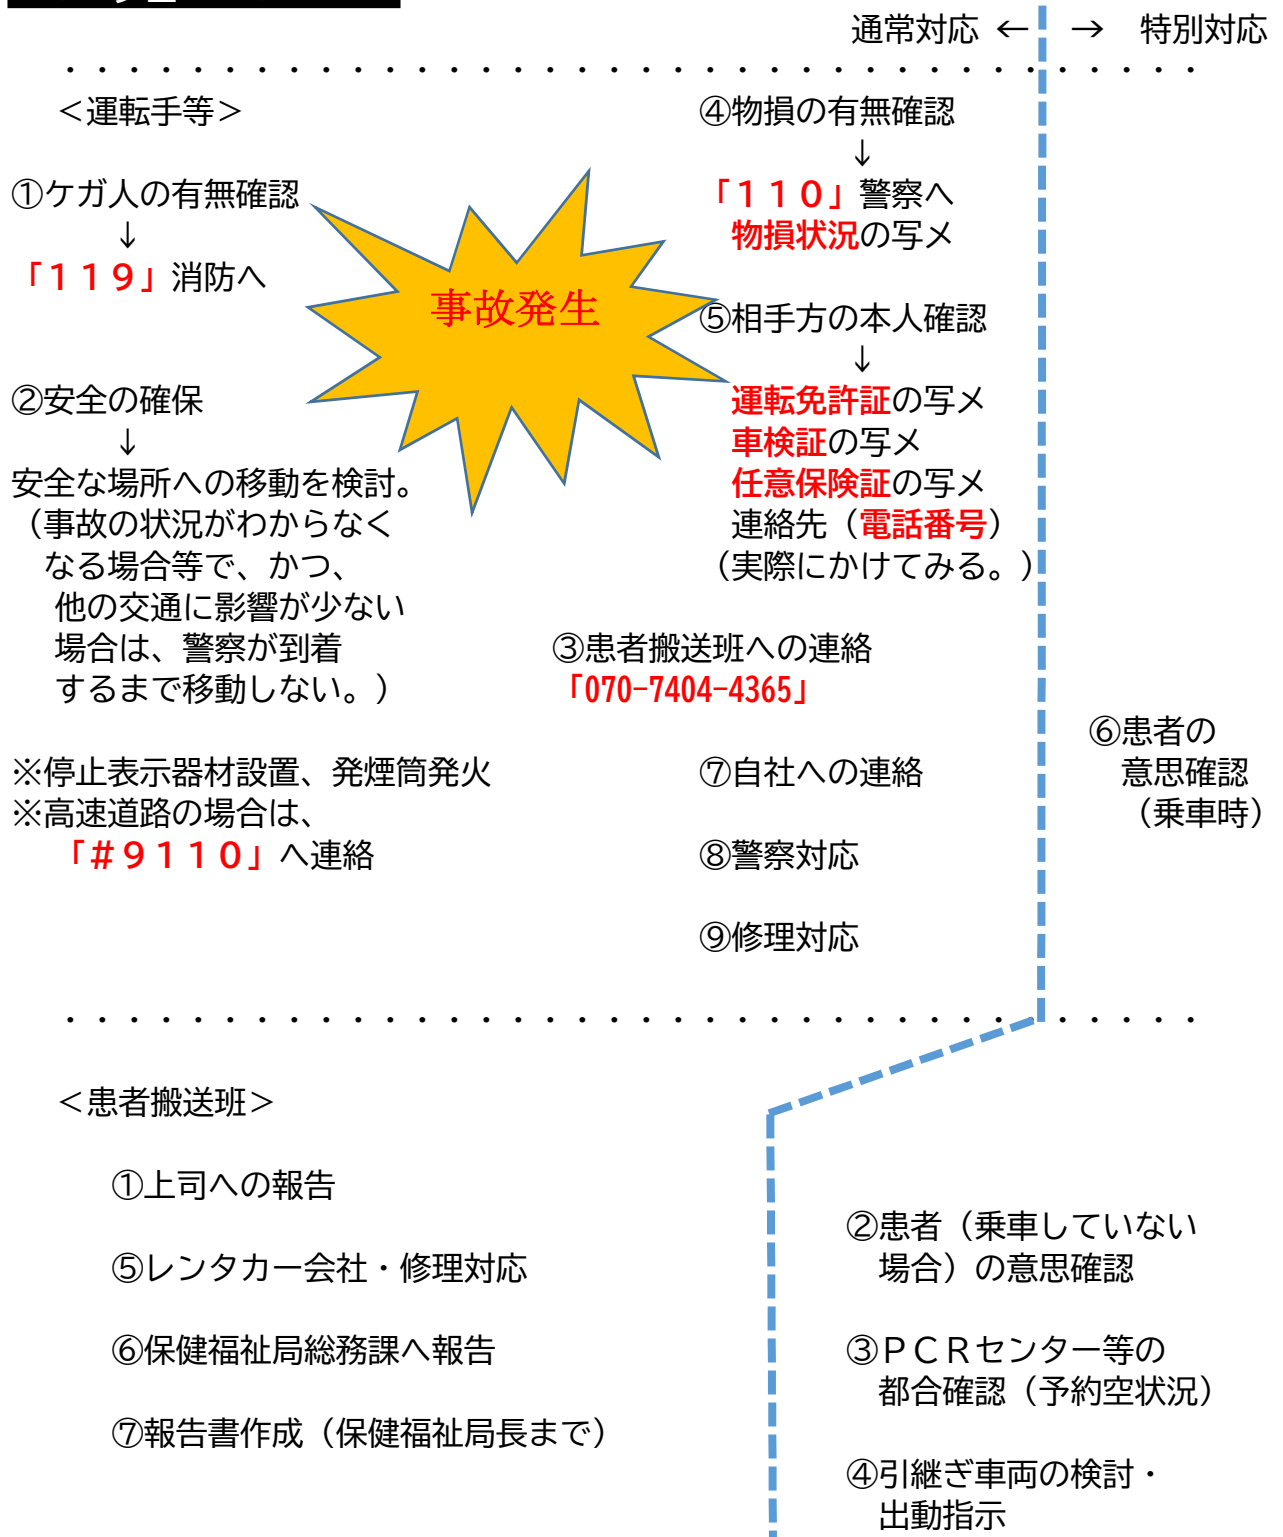 通常対応 ← → 特別対応
＜運転手等＞
①ケガ人の有無確認
↓
「１１９」消防へ
②安全の確保
↓
安全な場所への移動を検討。
（事故の状況がわからなく
なる場合等で、かつ、
他の交通に影響が少ない
場合は、警察が到着
するまで移動しない。）
※停止表示器材設置、発煙筒発火
※高速道路の場合は、
「＃９１１０」へ連絡
事故発生
④物損の有無確認
↓
「１１０」警察へ
物損状況の写メ
⑤相手方の本人確認
↓
運転免許証の写メ
車検証の写メ
任意保険証の写メ
連絡先（電話番号）
（実際にかけてみる。）
③患者搬送班への連絡
「070-7404-4365」
⑦自社への連絡
⑧警察対応
⑨修理対応
⑥患者の
意思確認
（乗車時）
＜患者搬送班＞
①上司への報告
⑤レンタカー会社・修理対応
⑥保健福祉局総務課へ報告
⑦報告書作成（保健福祉局長まで）
②患者（乗車していない
場合）の意思確認
③ＰＣＲセンター等の
都合確認（予約空状況）
④引継ぎ車両の検討・
出動指示